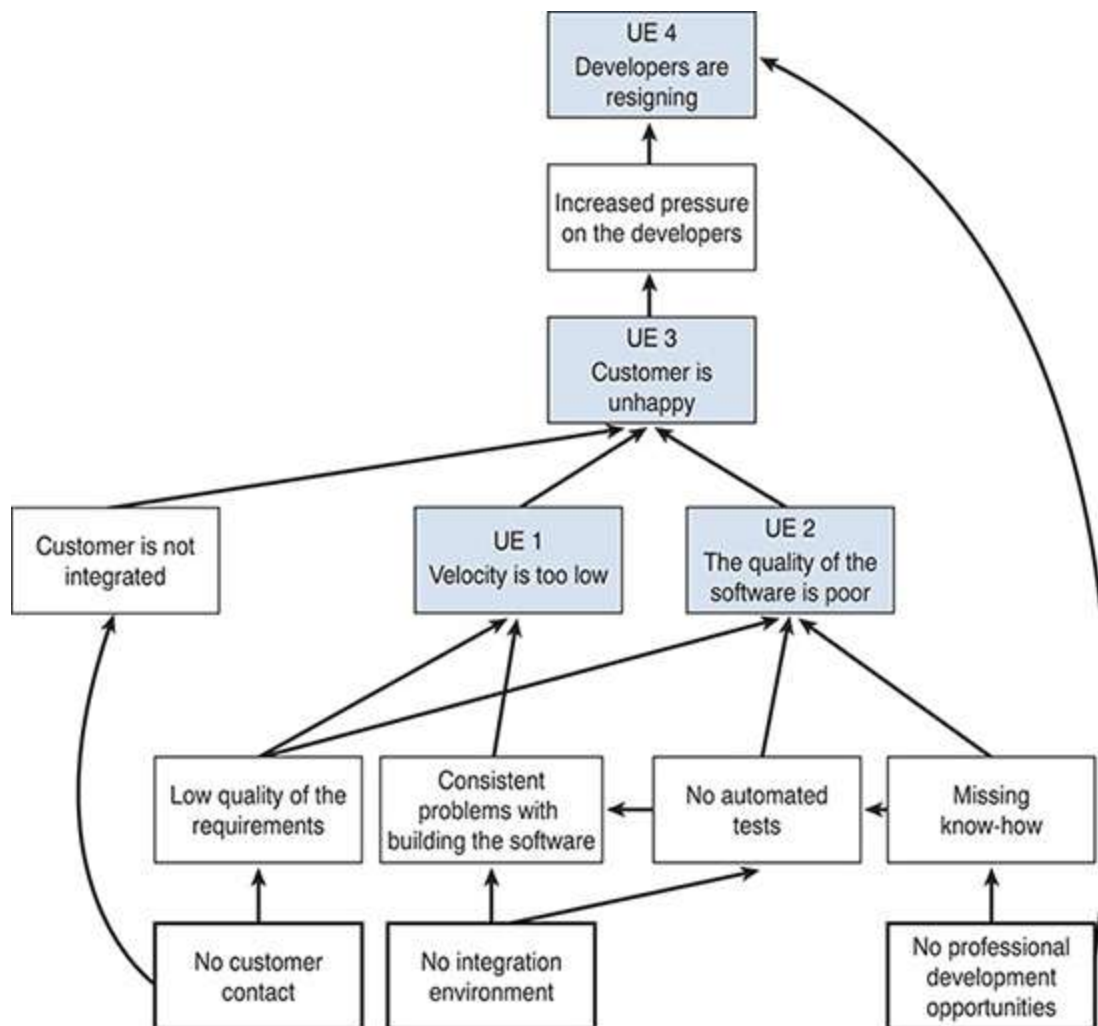 UE 4
Developers are
resigning
Increased pressure
on the developers
UE 3
Customer is
unhappy
Customer is not
integrated
UE 1
Velocity is too low
UE 2
The quality of the
software is poor
Low quality of the
requirements
Consistent
problems with
building the software
No automated
tests
Missing
know-how
No customer
contact
No integration
environment
No professional
development
opportunities